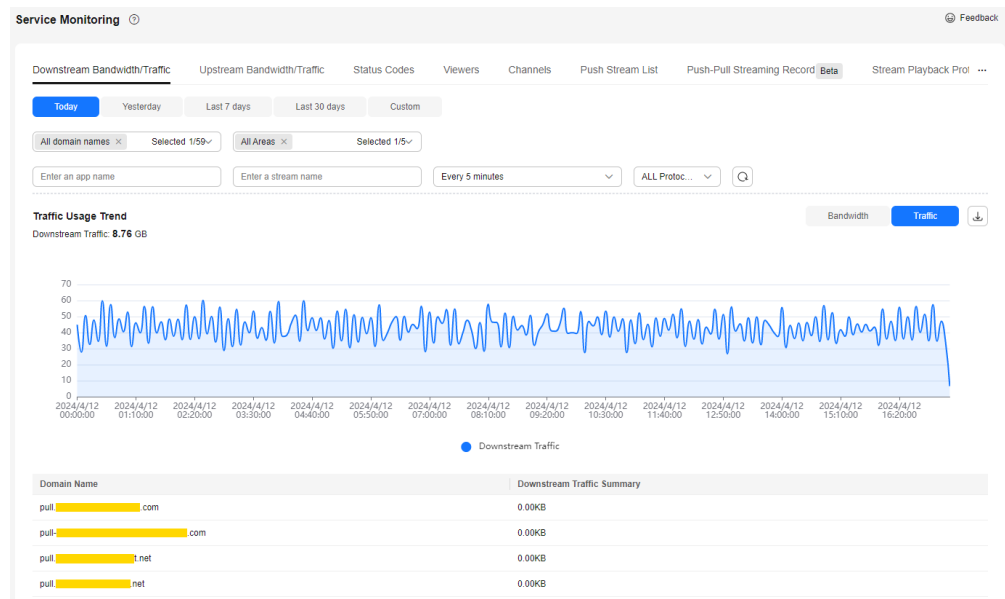 Service Monitoring ?
Feedback
Downstream Bandwidth/Traffic Upstream Bandwidth/Traffic Status Codes Viewers Channels Push Stream List Push-Pull Streaming Record Beta Stream Playback ...
Today Yesterday Last 7 days Last 30 days Custom
All domain names × Selected 1/59 All Areas × Selected 1/5
Enter an app name Enter a stream name Every 5 minutes ALL Protoc...
Traffic Usage Trend Bandwidth Traffic
Downstream Traffic: 8.76 GB
70
60
50
40
30
20
10
0
2024/4/12 2024/4/12 2024/4/12 2024/4/12 2024/4/12 2024/4/12 2024/4/12 2024/4/12 2024/4/12 2024/4/12 2024/4/12 2024/4/12 2024/4/12 2024/4/12 2024/4/12
00:00:00 01:10:00 02:20:00 03:30:00 04:40:00 05:50:00 07:00:00 08:10:00 09:20:00 10:30:00 11:40:00 12:50:00 14:00:00 15:10:00 16:20:00
Downstream Traffic
Domain Name Downstream Traffic Summary
pull. .com 0.00KB
pull- .com 0.00KB
pull. t.net 0.00KB
pull. .net 0.00KB